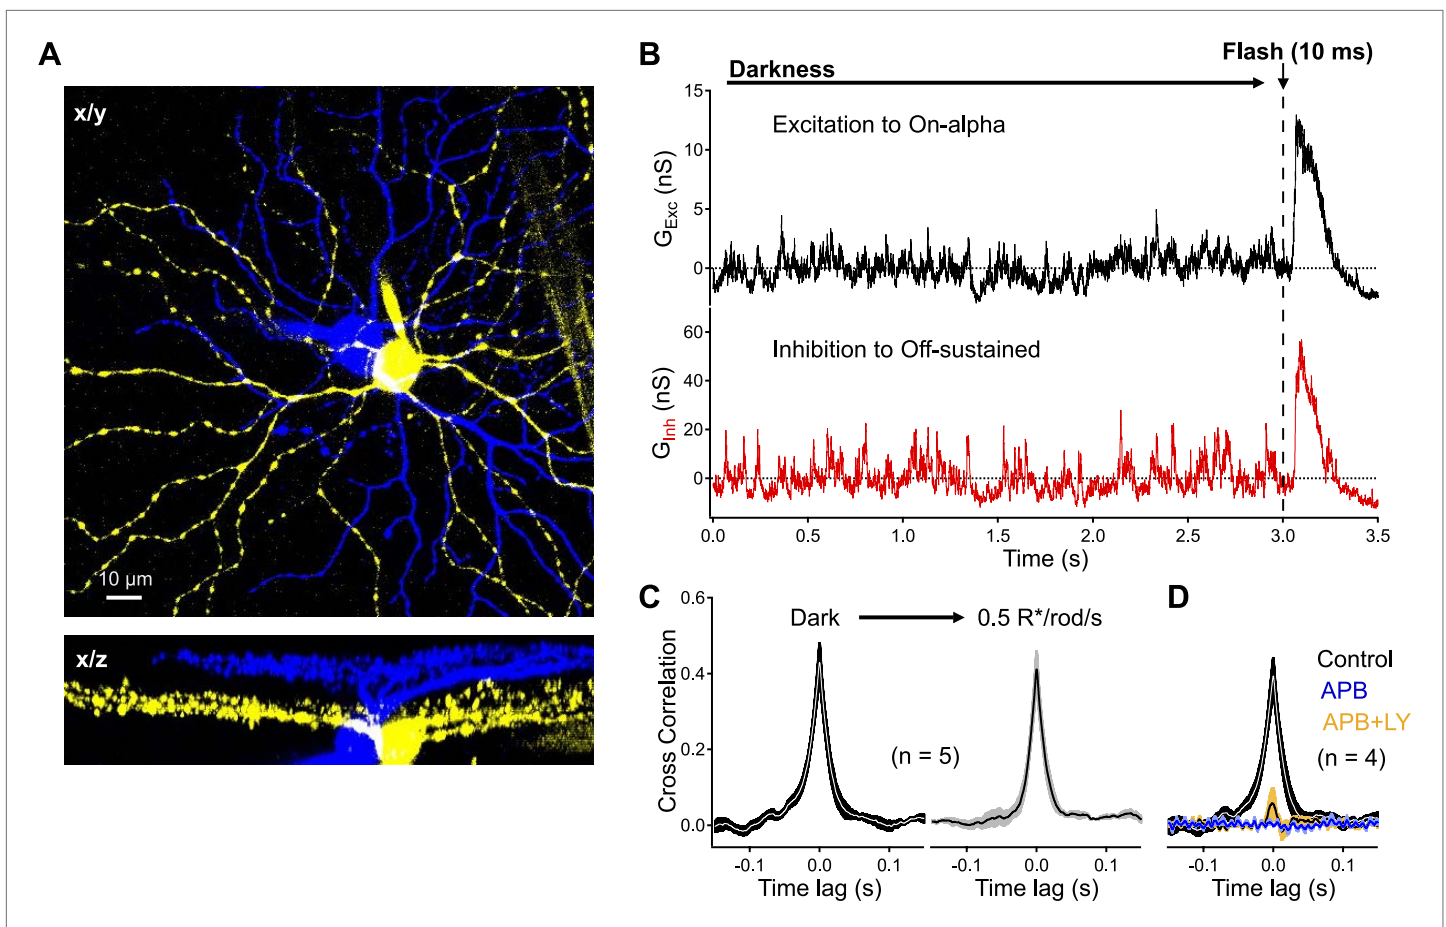 A
x/y
10 µm
x/z
B
Flash (10 ms)
Darkness
Excitation to On-alpha
GExc (nS)
15
10
5
0
Inhibition to Off-sustained
GInh (nS)
60
40
20
0
0.0 0.5 1.0 1.5 2.0 2.5 3.0 3.5
Time (s)
C
Dark 0.5 R*/rod/s
Cross Correlation
0.6
0.4
0.2
0.0
(n = 5)
-0.1 0.0 0.1
Time lag (s)
-0.1 0.0 0.1
Time lag (s)
D
Control
APB
APB+LY
(n = 4)
-0.1 0.0 0.1
Time lag (s)